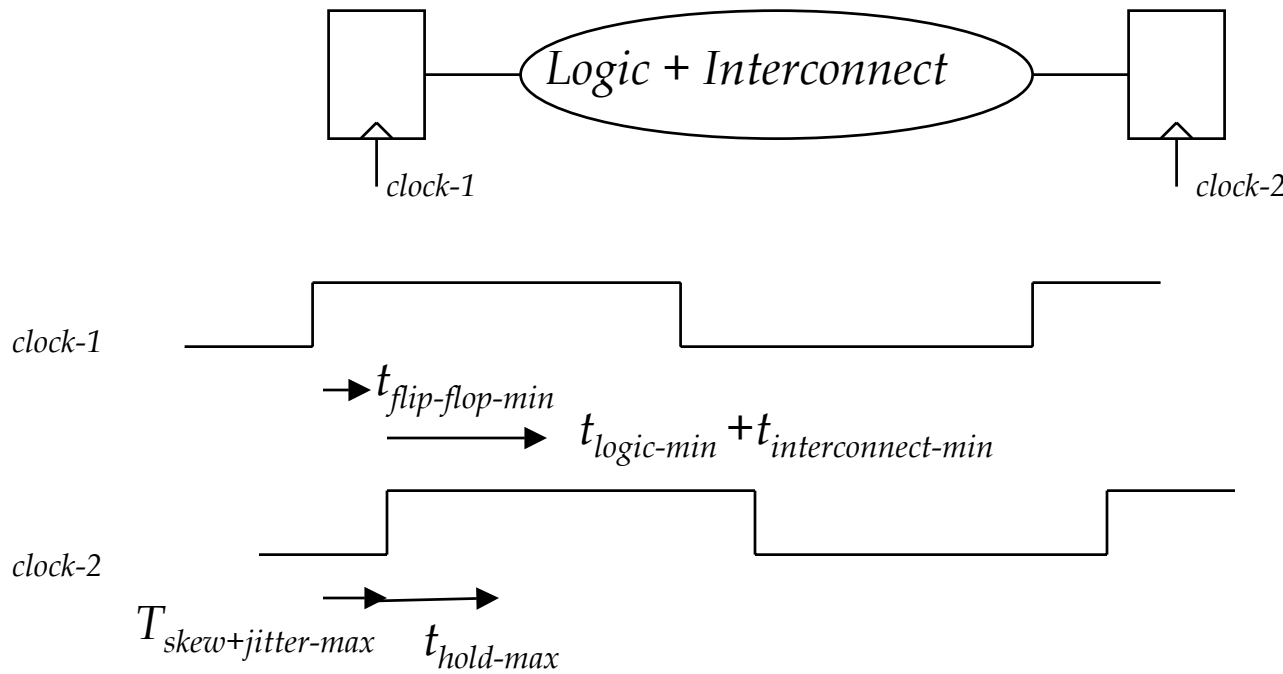 Logic + Interconnect
clock-1
clock-2
clock-1
t_flip-flop-min
t_logic-min + t_interconnect-min
clock-2
T_skew+jitter-max
t_hold-max